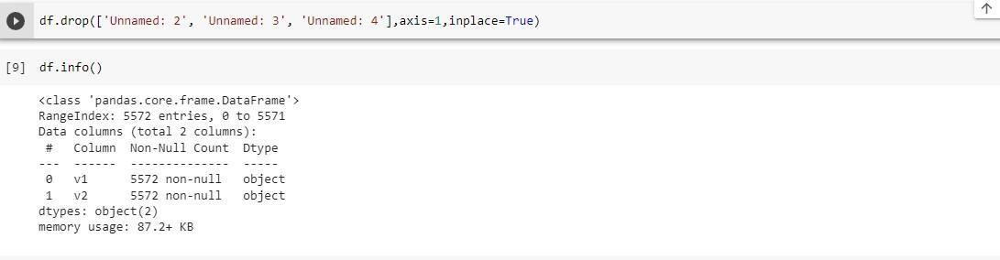 df.drop(['Unnamed: 2', 'Unnamed: 3', 'Unnamed: 4'],axis=1,inplace=True)
[9] df.info()
<class 'pandas.core.frame.DataFrame'>
RangeIndex: 5572 entries, 0 to 5571
Data columns (total 2 columns):
 #   Column  Non-Null Count  Dtype
---  ------  --------------  -----
 0   v1      5572 non-null   object
 1   v2      5572 non-null   object
dtypes: object(2)
memory usage: 87.2+ KB